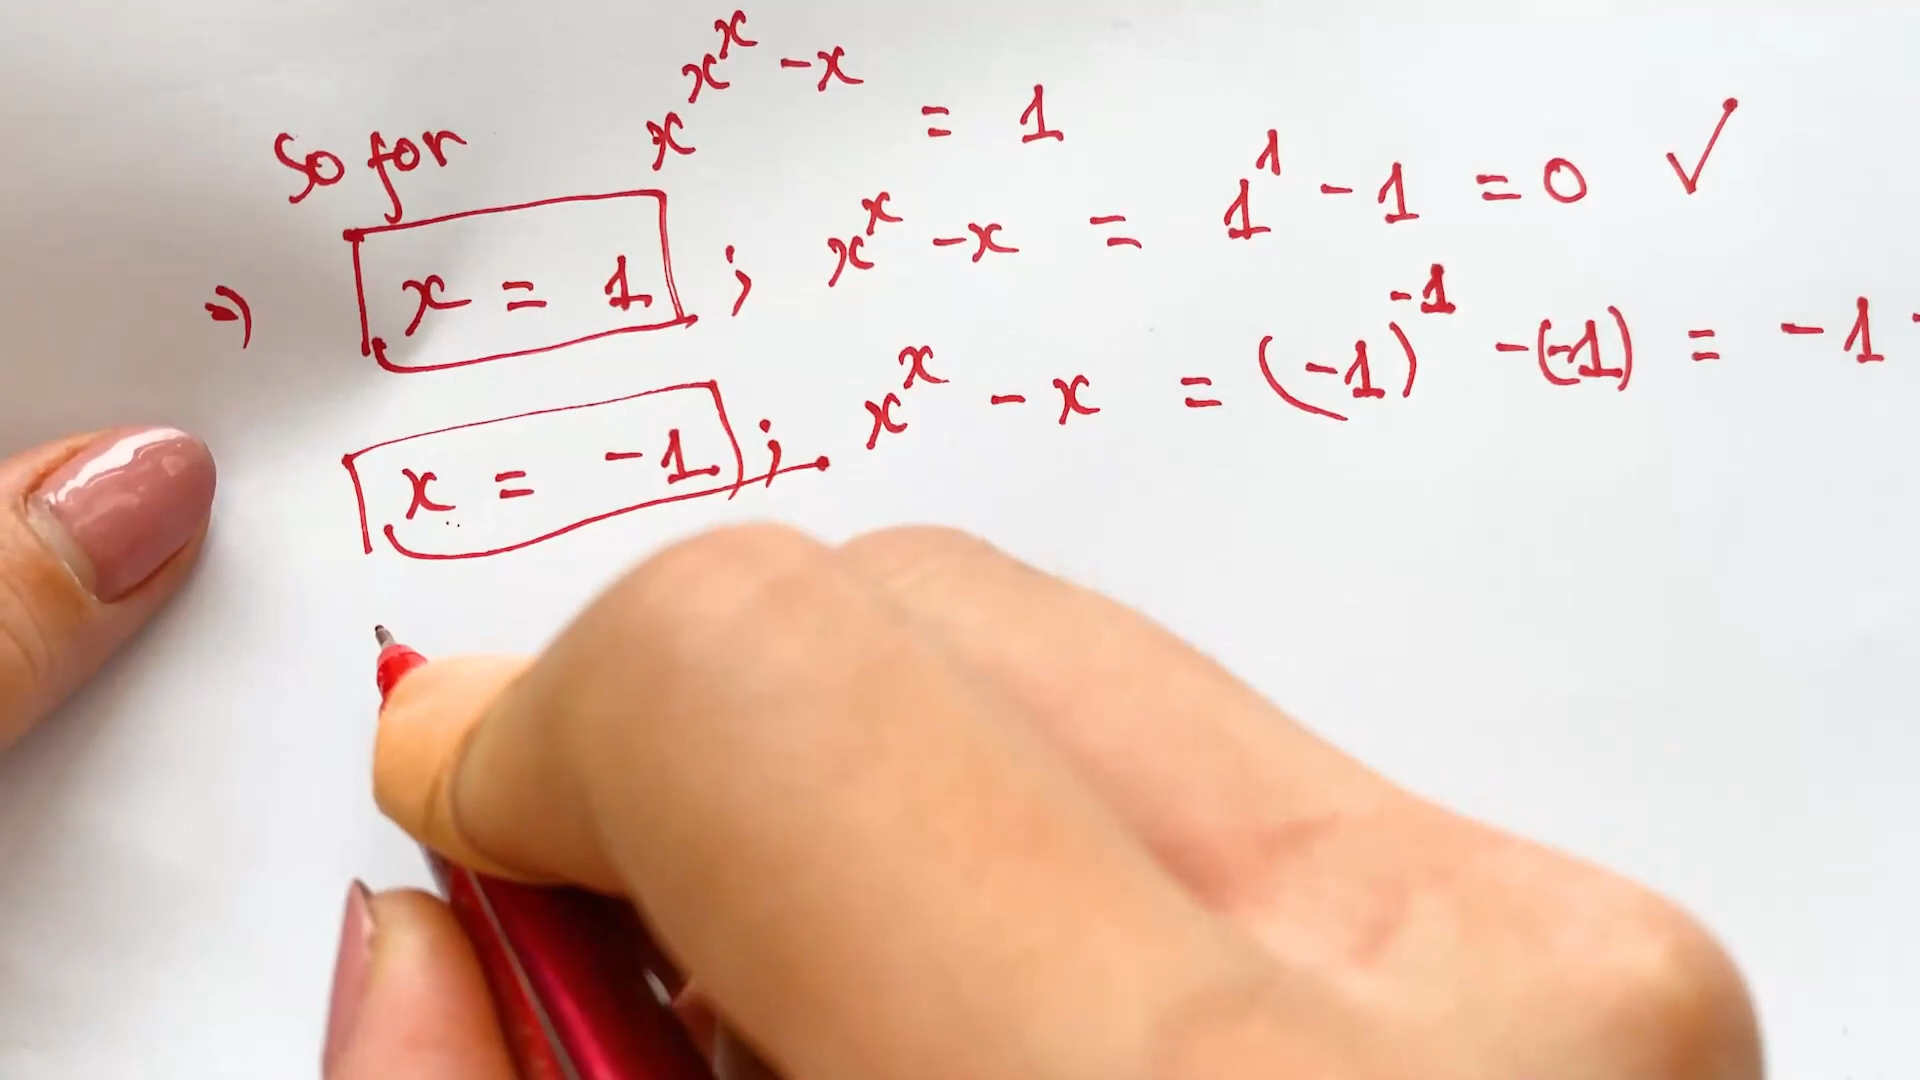 So for x^{x^x - x} = 1
⇒ x = 1 ; x^x - x = 1^1 - 1 = 0 ✓
x = -1 ; x^x - x = (-1)^{-1} - (-1) = -1